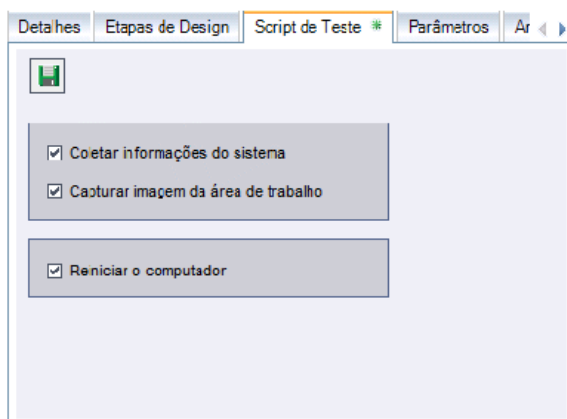 Detalhes Etapas de Design Script de Teste * Parâmetros
Coletar informações do sistema
Capturar imagem da área de trabalho
Reiniciar o computador